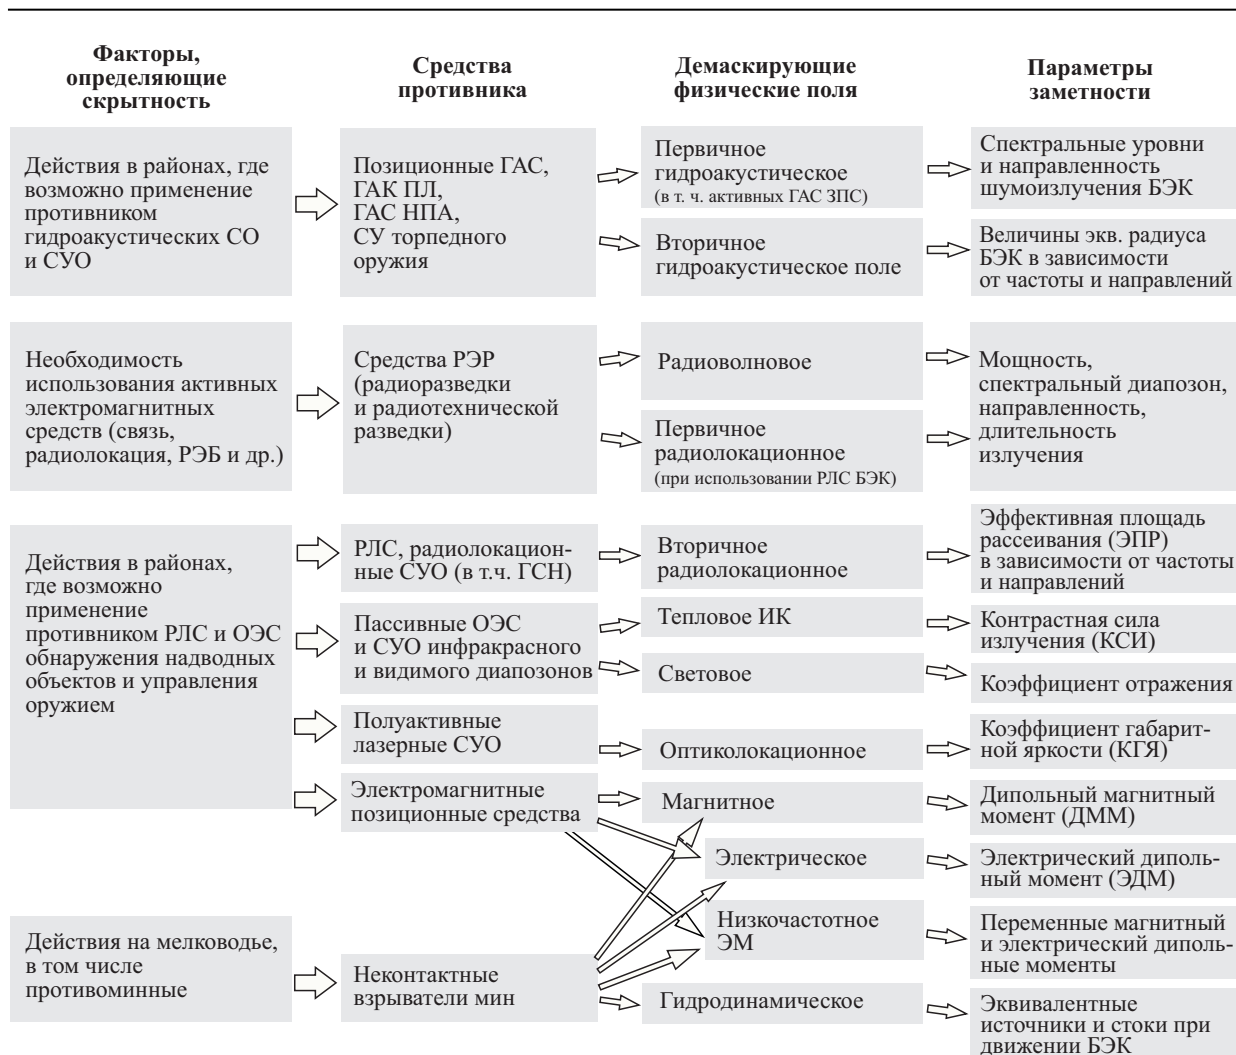 Факторы,
определяющие
скрытность
Средства
противника
Демаскирующие
физические поля
Параметры
заметности
Действия в районах, где
возможно применение
противником
гидроакустических СО
и СУО
Позиционные ГАС,
ГАК ПЛ,
ГАС НПА,
СУ торпедного
оружия
Первичное
гидроакустическое
(в т. ч. активных ГАС ЗПС)
Спектральные уровни
и направленность
шумоизлучения БЭК
Вторичное
гидроакустическое поле
Величины экв. радиуса
БЭК в зависимости
от частоты и направлений
Необходимость
использования активных
электромагнитных
средств (связь,
радиолокация, РЭБ и др.)
Средства РЭР
(радиоразведки
и радиотехнической
разведки)
Радиоволновое
Первичное
радиолокационное
(при использовании РЛС БЭК)
Мощность,
спектральный диапозон,
направленность,
длительность
излучения
Действия в районах,
где возможно
применение
противником РЛС и ОЭС
обнаружения надводных
объектов и управления
оружием
РЛС, радиолокацион-
ные СУО (в т.ч. ГСН)
Вторичное
радиолокационное
Эффективная площадь
рассеивания (ЭПР)
в зависимости от частоты
и направлений
Пассивные ОЭС
и СУО инфракрасного
и видимого диапозонов
Тепловое ИК
Контрастная сила
излучения (КСИ)
Световое
Коэффициент отражения
Полуактивные
лазерные СУО
Оптиколокационное
Коэффициент габарит-
ной яркости (КГЯ)
Электромагнитные
позиционные средства
Магнитное
Дипольный магнитный
момент (ДММ)
Электрическое
Электрический диполь-
ный момент (ЭДМ)
Действия на мелководье,
в том числе
противоминные
Неконтактные
взрыватели мин
Низкочастотное
ЭМ
Переменные магнитный
и электрический диполь-
ные моменты
Гидродинамическое
Эквивалентные
источники и стоки при
движении БЭК